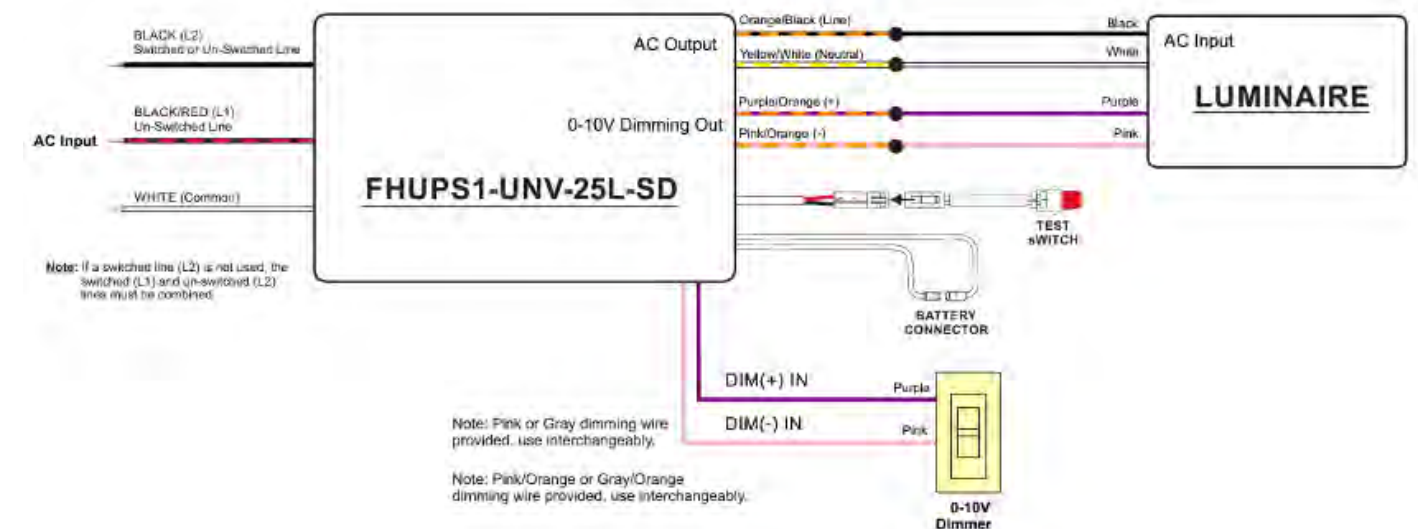 BLACK (L2)
Switched or Un-Switched Line
BLACK/RED (L1)
Un-Switched Line
AC Input
WHITE (Common)
Note: If a switched line (L2) is not used, the
switched (L1) and un-switched (L2)
lines must be combined
AC Output
0-10V Dimming Out
FHUPS1-UNV-25L-SD
Orange/Black (Line)
Yellow/White (Neutral)
Purple/Orange (+)
Pink/Orange (-)
Black
White
Purple
Pink
AC Input
LUMINAIRE
TEST
sWITCH
BATTERY
CONNECTOR
DIM(+) IN
Purple
DIM(-) IN
Pink
Note: Pink or Gray dimming wire
provided, use interchangeably.
Note: Pink/Orange or Gray/Orange
dimming wire provided, use interchangeably.
0-10V
Dimmer